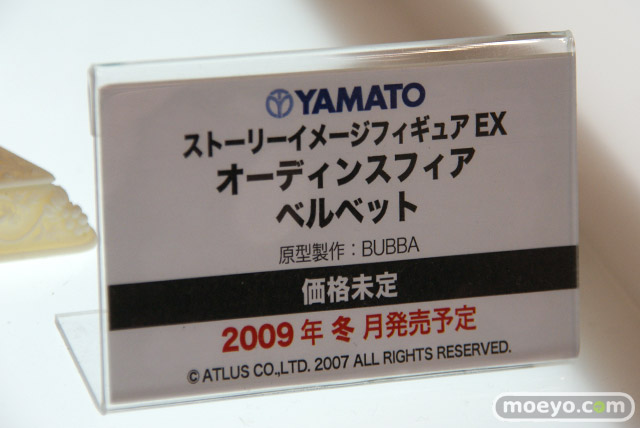 YAMATO
ストーリーイメージフィギュアEX
オーディンスフィア
ベルベット
原型製作：BUBBA
価格未定
2009年 冬 月発売予定
© ATLUS CO.,LTD. 2007 ALL RIGHTS RESERVED.
moeyo.com